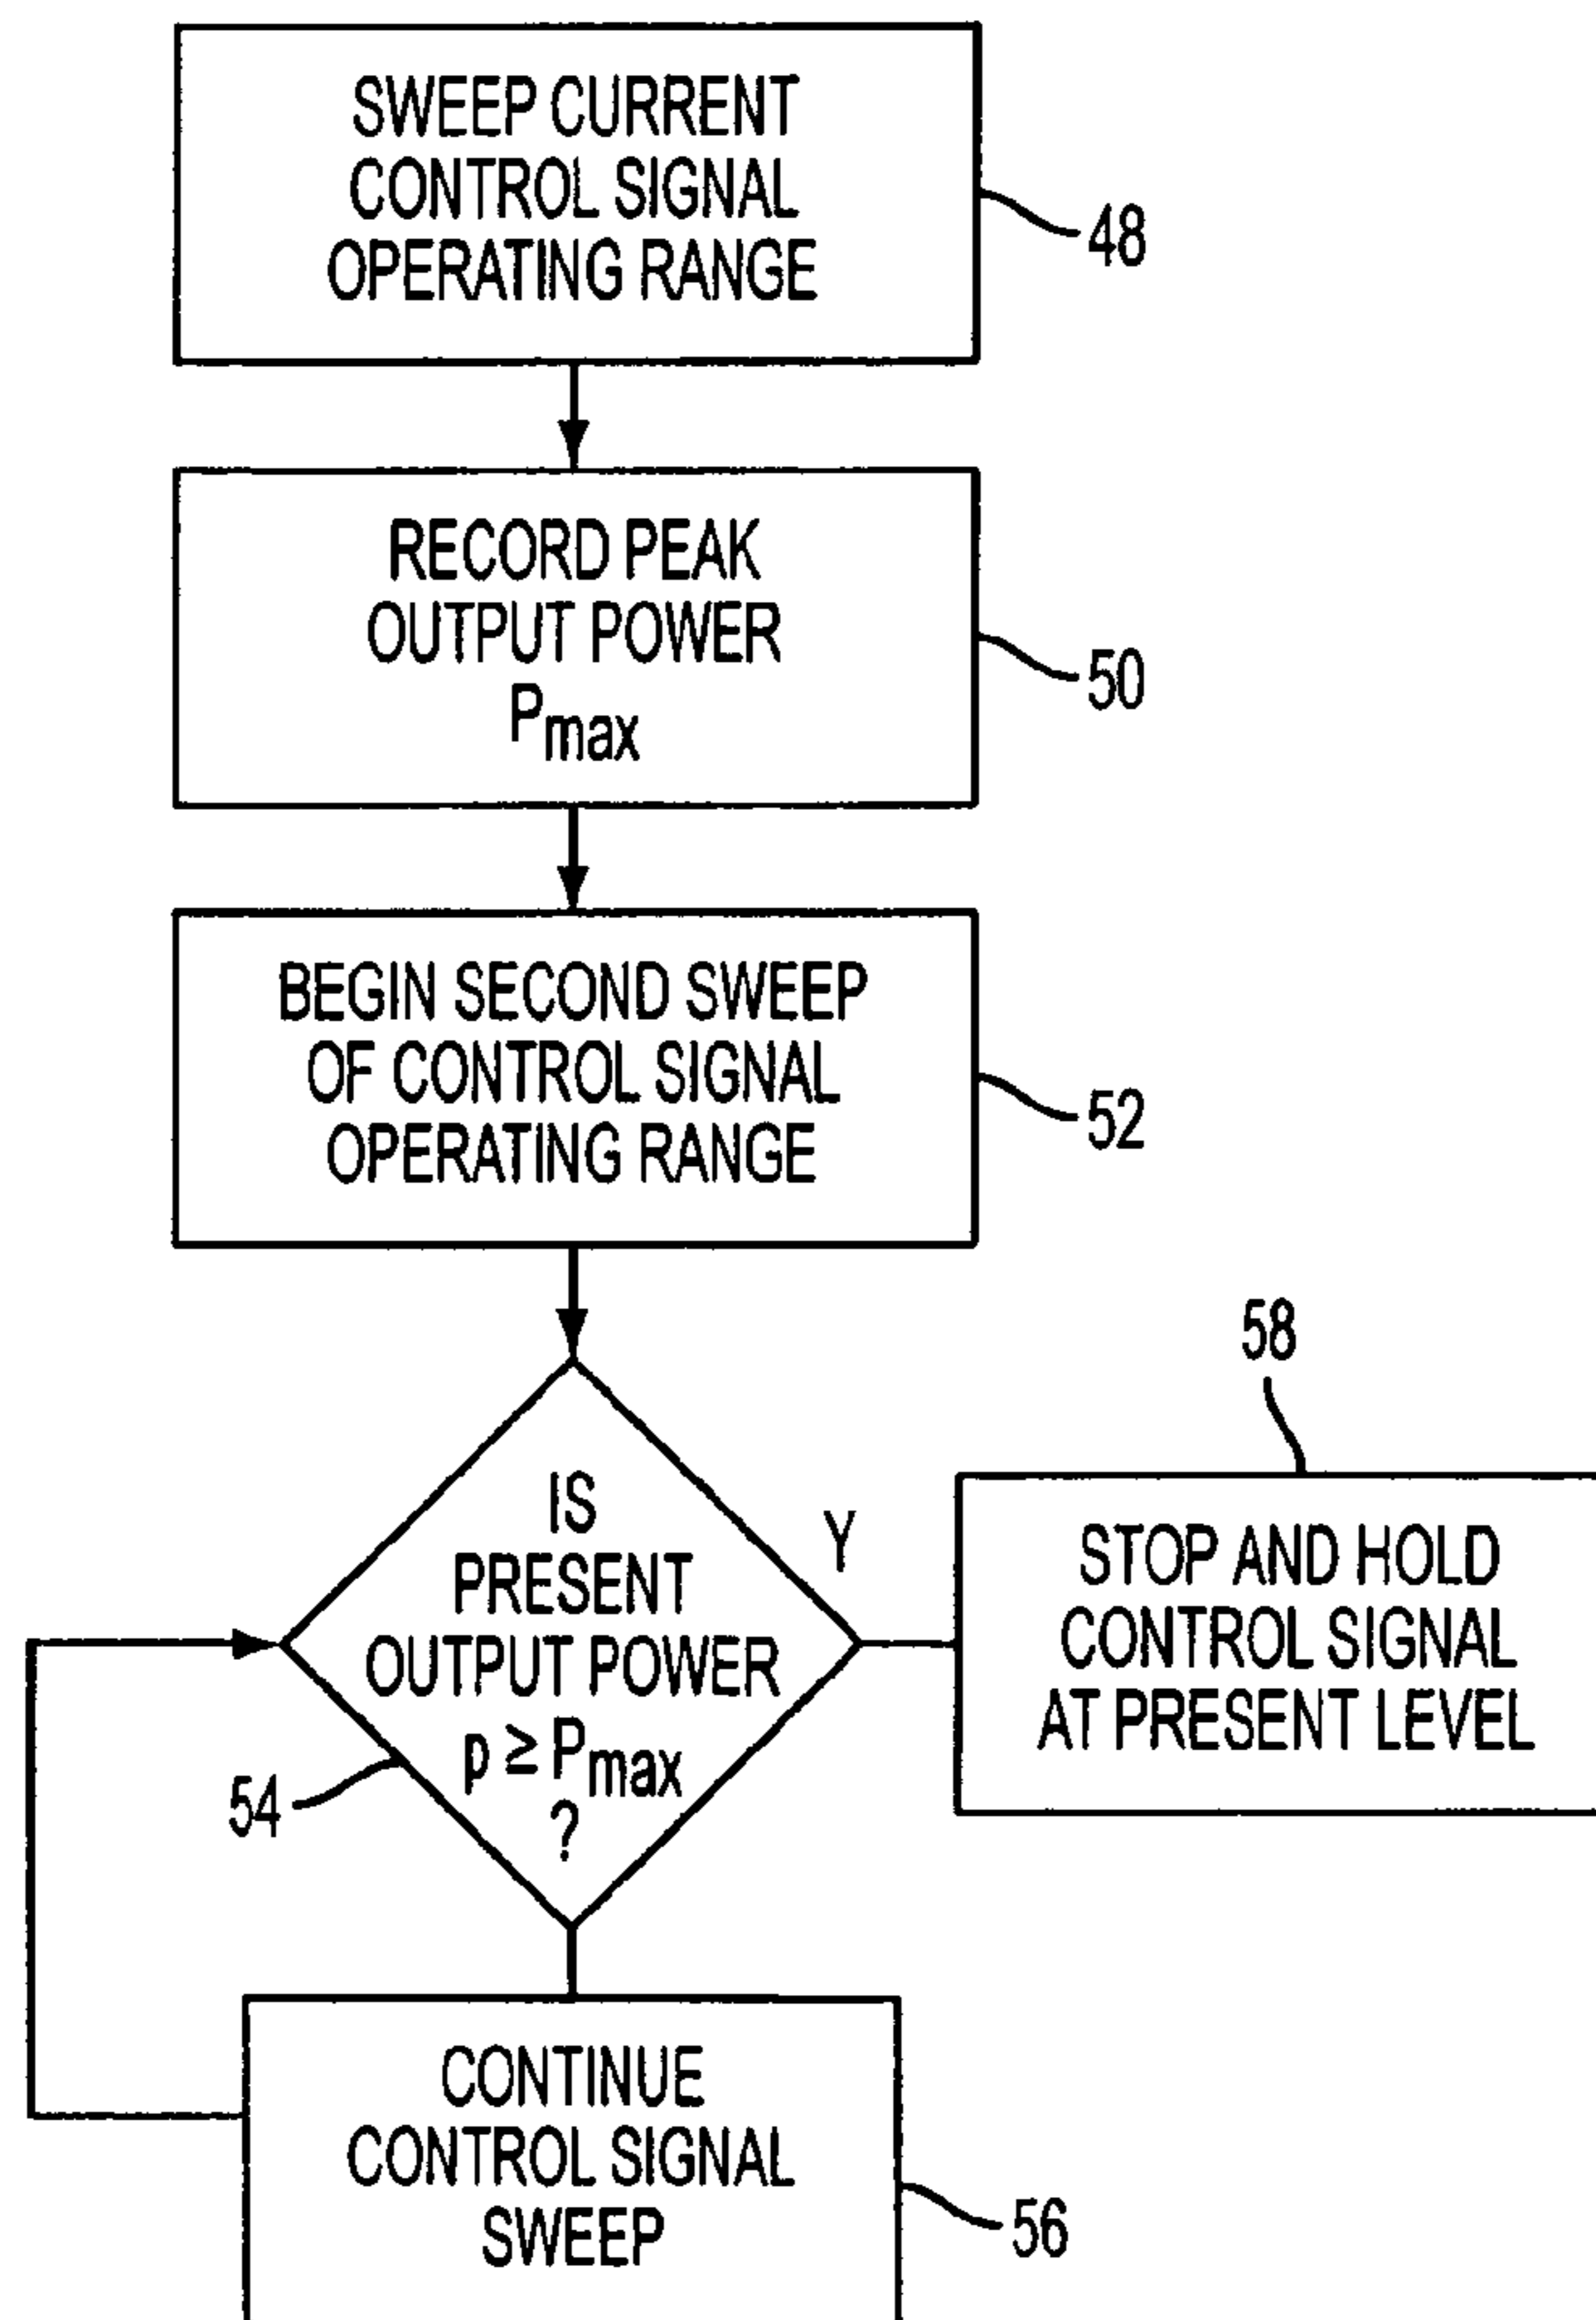 SWEEP CURRENT
CONTROL SIGNAL
OPERATING RANGE
48
RECORD PEAK
OUTPUT POWER
Pmax
50
BEGIN SECOND SWEEP
OF CONTROL SIGNAL
OPERATING RANGE
52
IS
PRESENT
OUTPUT POWER
p ≥ Pmax
?
54
Y
58
STOP AND HOLD
CONTROL SIGNAL
AT PRESENT LEVEL
CONTINUE
CONTROL SIGNAL
SWEEP
56